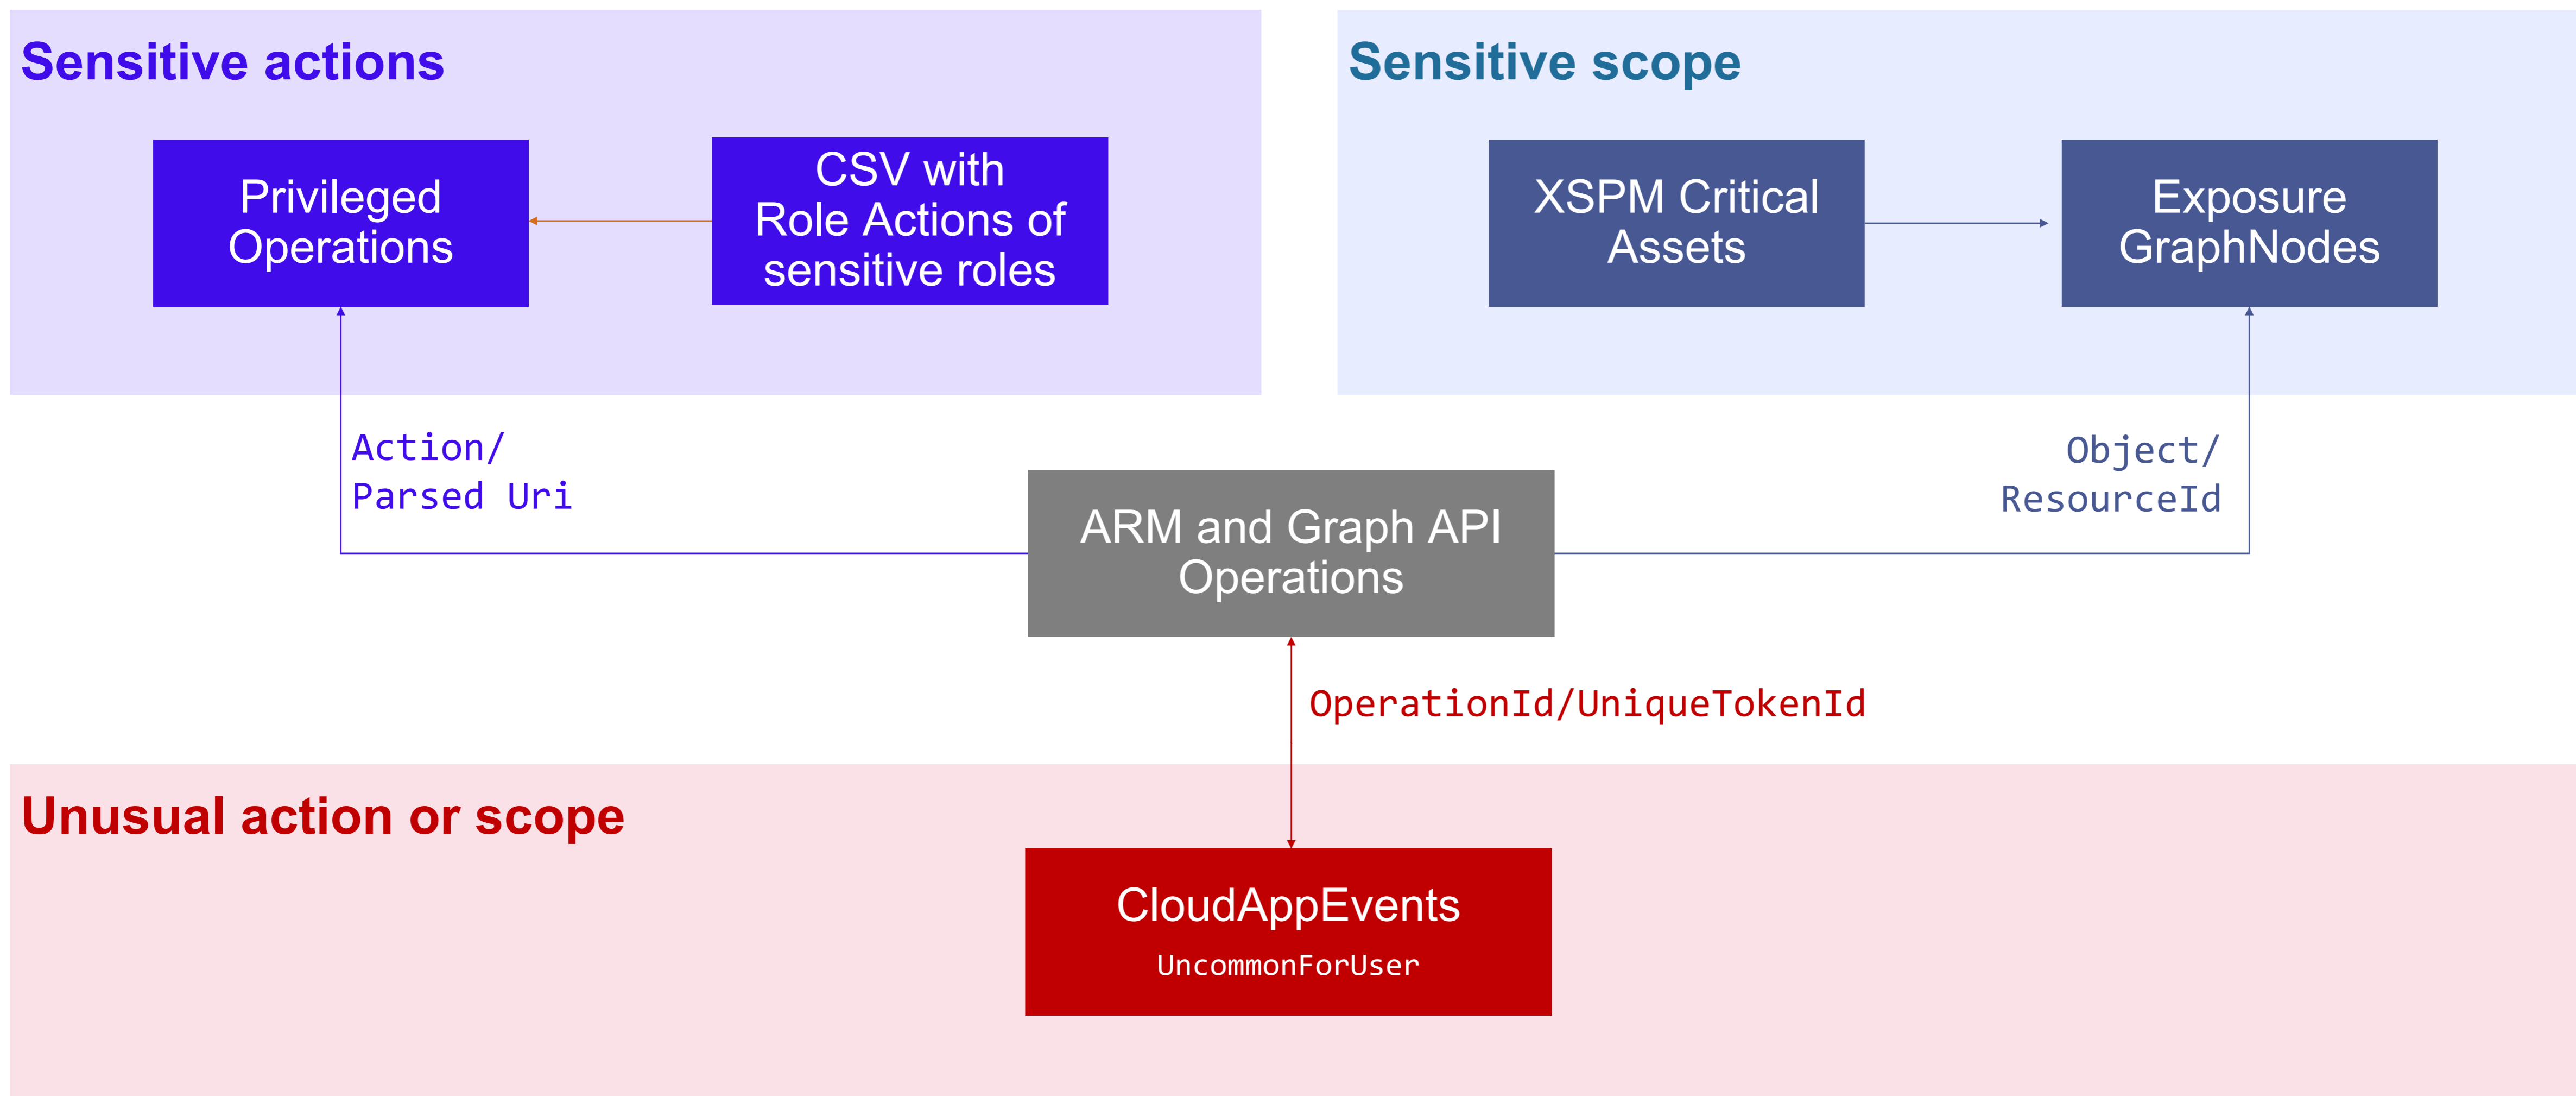 Sensitive actions
Privileged
Operations
CSV with
Role Actions of
sensitive roles
Sensitive scope
XSPM Critical
Assets
Exposure
GraphNodes
Action/
Parsed Uri
ARM and Graph API
Operations
Object/
ResourceId
OperationId/UniqueTokenId
Unusual action or scope
CloudAppEvents
UncommonForUser